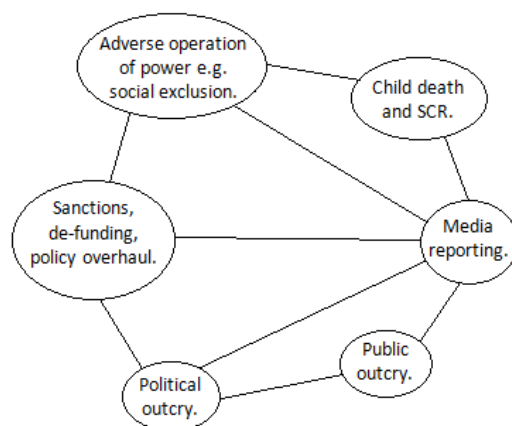 Adverse operation
of power e.g.
social exclusion.
Child death
and SCR.
Sanctions,
de-funding,
policy overhaul.
Media
reporting.
Public
outcry.
Political
outcry.